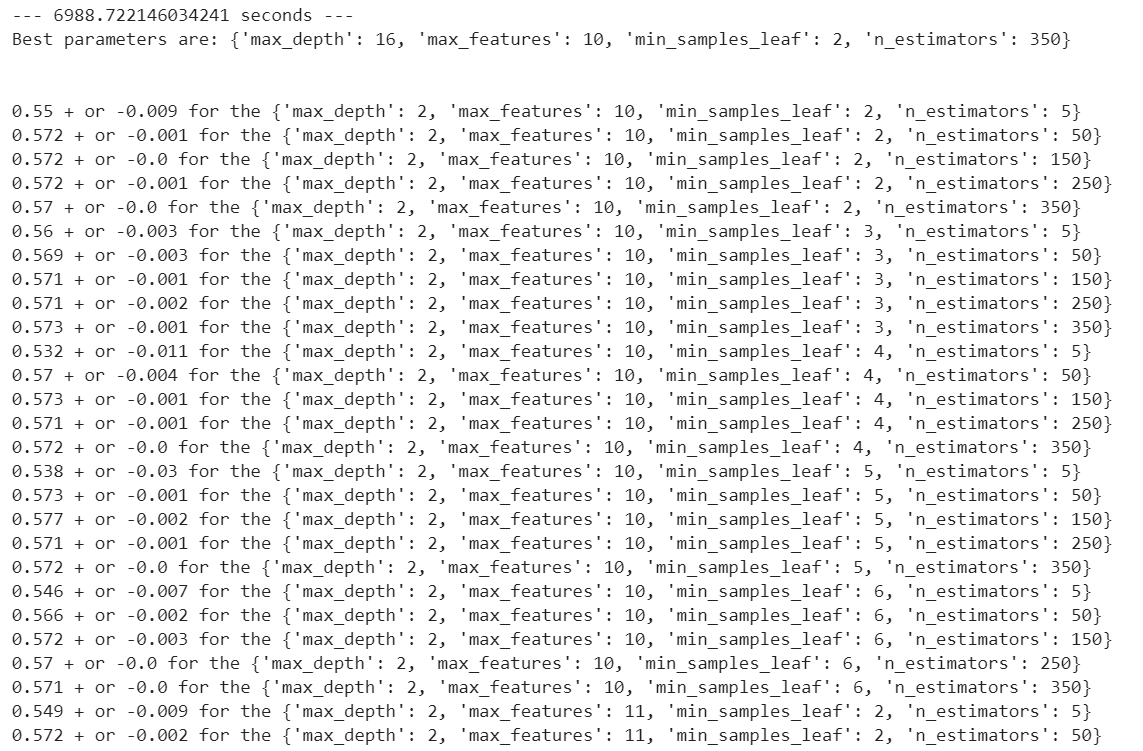 --- 6988.722146034241 seconds ---
Best parameters are: {'max_depth': 16, 'max_features': 10, 'min_samples_leaf': 2, 'n_estimators': 350}
0.55 + or -0.009 for the {'max_depth': 2, 'max_features': 10, 'min_samples_leaf': 2, 'n_estimators': 5}
0.572 + or -0.001 for the {'max_depth': 2, 'max_features': 10, 'min_samples_leaf': 2, 'n_estimators': 50}
0.572 + or -0.0 for the {'max_depth': 2, 'max_features': 10, 'min_samples_leaf': 2, 'n_estimators': 150}
0.572 + or -0.001 for the {'max_depth': 2, 'max_features': 10, 'min_samples_leaf': 2, 'n_estimators': 250}
0.57 + or -0.0 for the {'max_depth': 2, 'max_features': 10, 'min_samples_leaf': 2, 'n_estimators': 350}
0.56 + or -0.003 for the {'max_depth': 2, 'max_features': 10, 'min_samples_leaf': 3, 'n_estimators': 5}
0.569 + or -0.003 for the {'max_depth': 2, 'max_features': 10, 'min_samples_leaf': 3, 'n_estimators': 50}
0.571 + or -0.001 for the {'max_depth': 2, 'max_features': 10, 'min_samples_leaf': 3, 'n_estimators': 150}
0.571 + or -0.002 for the {'max_depth': 2, 'max_features': 10, 'min_samples_leaf': 3, 'n_estimators': 250}
0.573 + or -0.001 for the {'max_depth': 2, 'max_features': 10, 'min_samples_leaf': 3, 'n_estimators': 350}
0.532 + or -0.011 for the {'max_depth': 2, 'max_features': 10, 'min_samples_leaf': 4, 'n_estimators': 5}
0.57 + or -0.004 for the {'max_depth': 2, 'max_features': 10, 'min_samples_leaf': 4, 'n_estimators': 50}
0.573 + or -0.001 for the {'max_depth': 2, 'max_features': 10, 'min_samples_leaf': 4, 'n_estimators': 150}
0.571 + or -0.001 for the {'max_depth': 2, 'max_features': 10, 'min_samples_leaf': 4, 'n_estimators': 250}
0.572 + or -0.0 for the {'max_depth': 2, 'max_features': 10, 'min_samples_leaf': 4, 'n_estimators': 350}
0.538 + or -0.03 for the {'max_depth': 2, 'max_features': 10, 'min_samples_leaf': 5, 'n_estimators': 5}
0.573 + or -0.001 for the {'max_depth': 2, 'max_features': 10, 'min_samples_leaf': 5, 'n_estimators': 50}
0.577 + or -0.002 for the {'max_depth': 2, 'max_features': 10, 'min_samples_leaf': 5, 'n_estimators': 150}
0.571 + or -0.001 for the {'max_depth': 2, 'max_features': 10, 'min_samples_leaf': 5, 'n_estimators': 250}
0.572 + or -0.0 for the {'max_depth': 2, 'max_features': 10, 'min_samples_leaf': 5, 'n_estimators': 350}
0.546 + or -0.007 for the {'max_depth': 2, 'max_features': 10, 'min_samples_leaf': 6, 'n_estimators': 5}
0.566 + or -0.002 for the {'max_depth': 2, 'max_features': 10, 'min_samples_leaf': 6, 'n_estimators': 50}
0.572 + or -0.003 for the {'max_depth': 2, 'max_features': 10, 'min_samples_leaf': 6, 'n_estimators': 150}
0.57 + or -0.0 for the {'max_depth': 2, 'max_features': 10, 'min_samples_leaf': 6, 'n_estimators': 250}
0.571 + or -0.0 for the {'max_depth': 2, 'max_features': 10, 'min_samples_leaf': 6, 'n_estimators': 350}
0.549 + or -0.009 for the {'max_depth': 2, 'max_features': 11, 'min_samples_leaf': 2, 'n_estimators': 5}
0.572 + or -0.002 for the {'max_depth': 2, 'max_features': 11, 'min_samples_leaf': 2, 'n_estimators': 50}